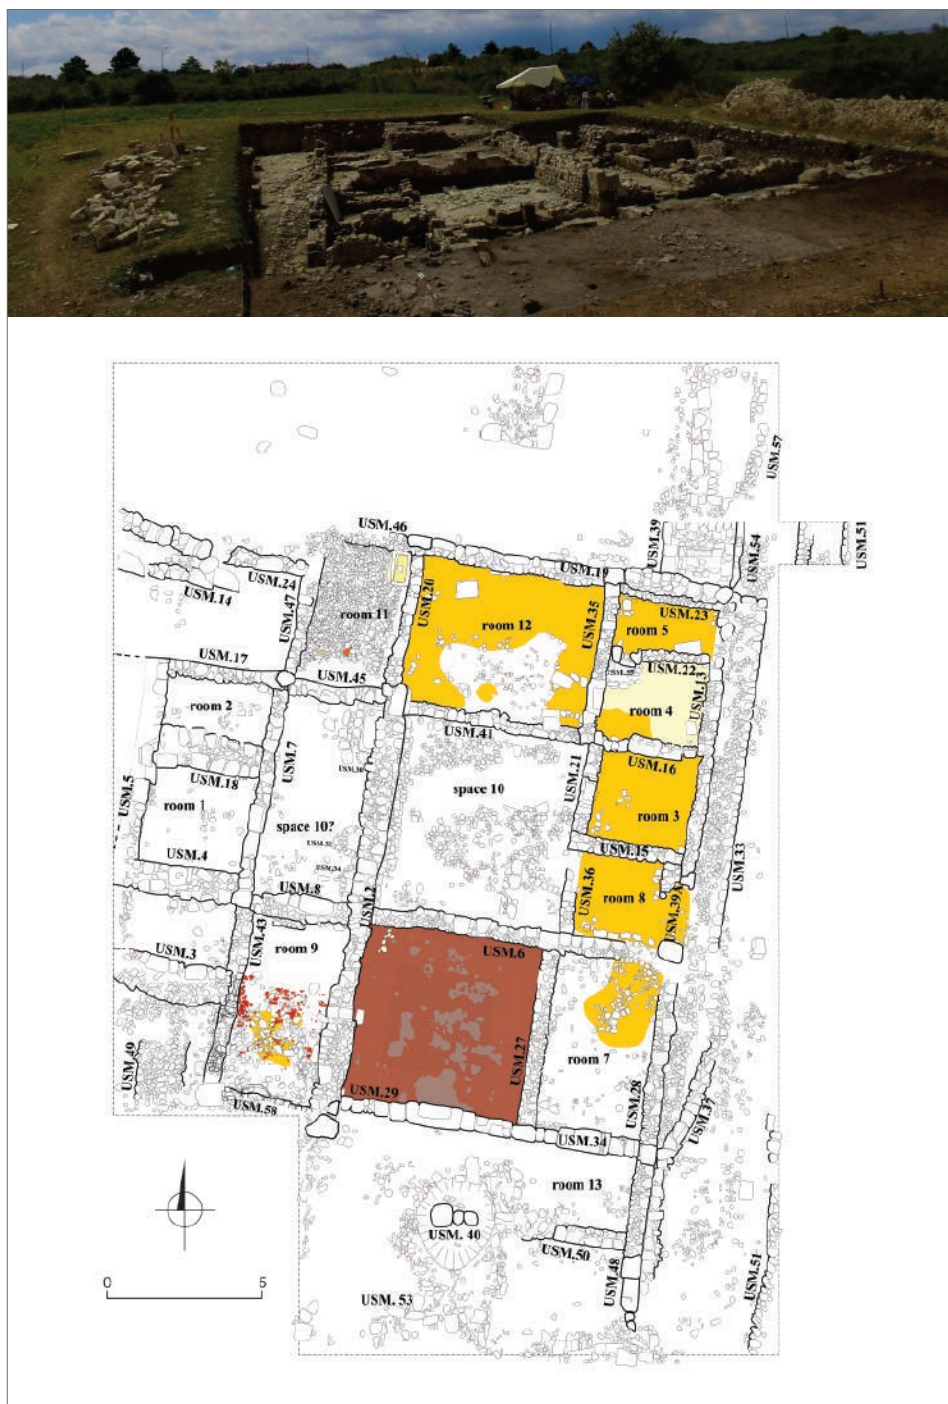 USM.57
USM.46
USM.39
USM.54
USM.51
USM.24
USM.14
USM.47
room 11
USM.20
USM.19
room 12
USM.35
USM.23
room 5
USM.22
USM.13
USM.17
USM.45
room 2
room 4
USM.41
USM.7
USM.21
USM.16
USM.5
USM.18
space 10
room 1
room 3
space 10?
USM.4
USM.15
USM.33
USM.8
USM.2
USM.36
room 8
USM.39A
USM.43
room 9
USM.6
USM.3
USM.49
USM.27
room 7
USM.28
USM.29
USM.58
USM.37
USM.34
room 13
USM. 40
USM.50
USM.48
USM.51
USM. 53
0 5